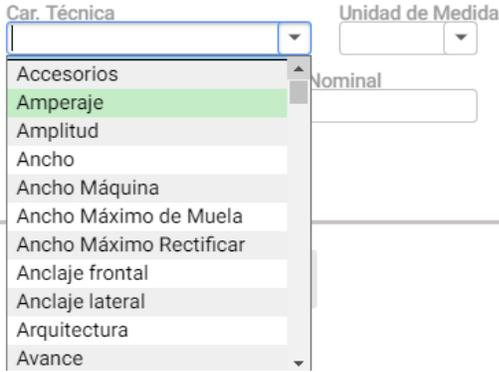 Car. Técnica Unidad de Medida
Accesorios
Amperaje Nominal
Amplitud
Ancho
Ancho Máquina
Ancho Máximo de Muela
Ancho Máximo Rectificar
Anclaje frontal
Anclaje lateral
Arquitectura
Avance